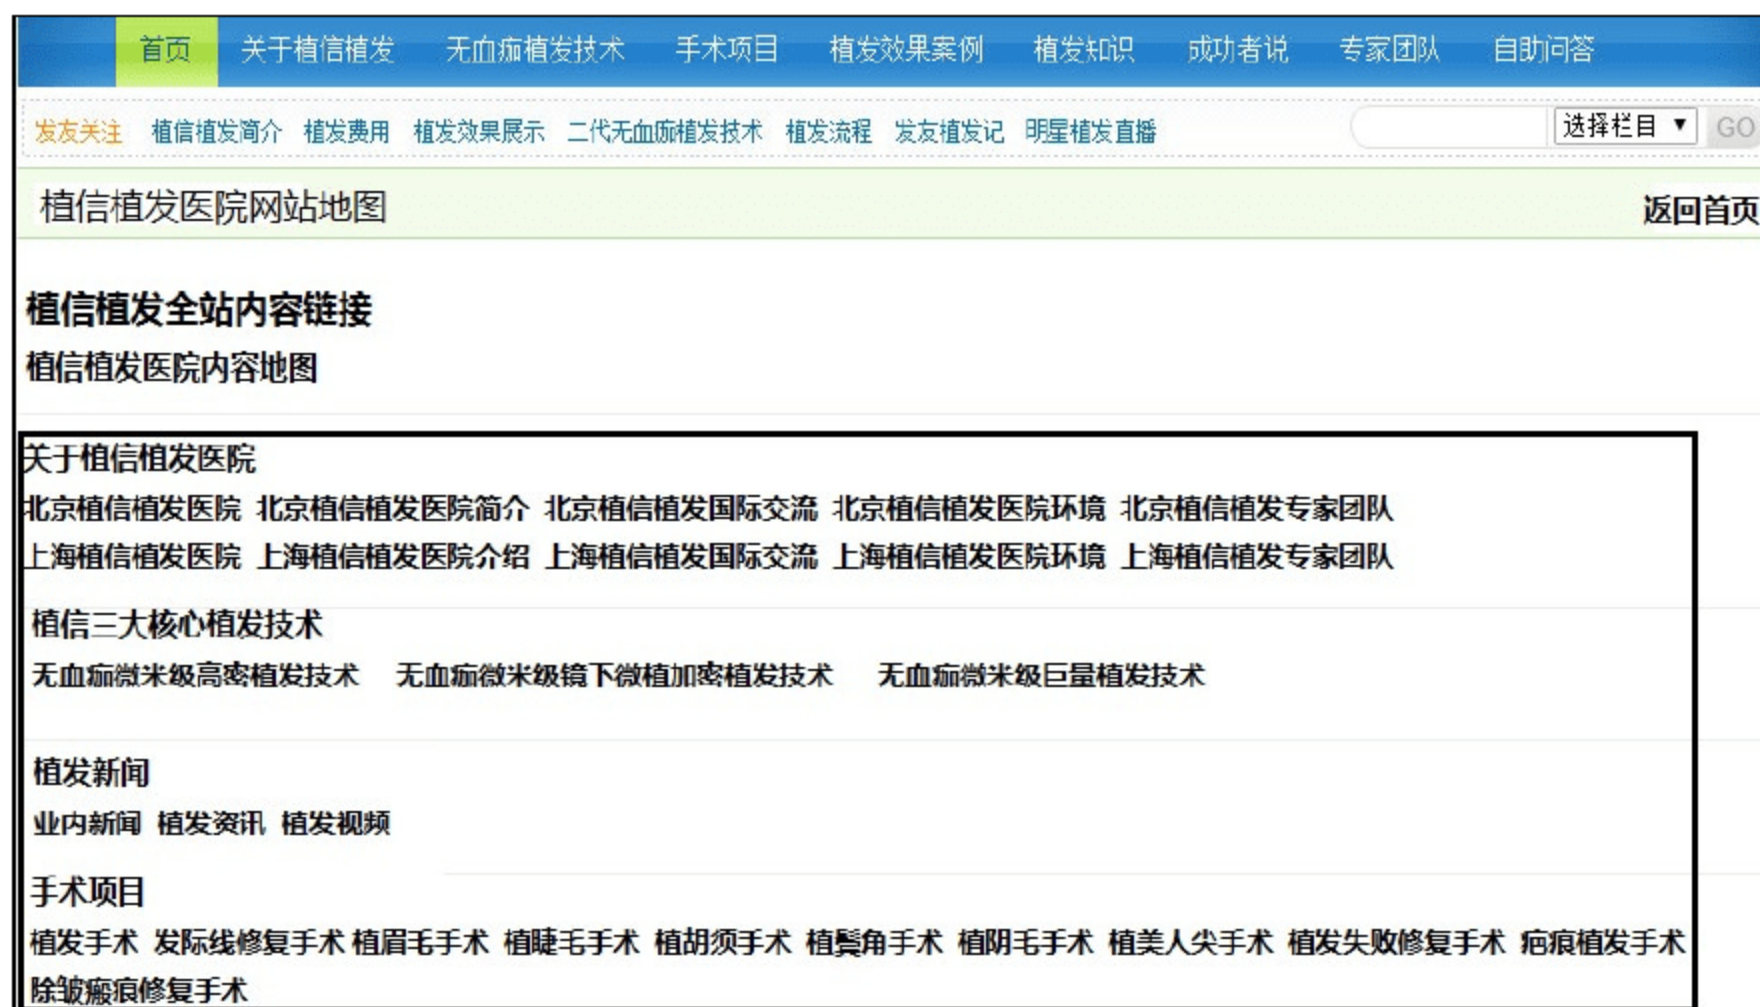 首页 关于植信植发 无血痂植发技术 手术项目 植发效果案例 植发知识 成功者说 专家团队 自助问答
发友关注 植信植发简介 植发费用 植发效果展示 二代无血痂植发技术 植发流程 发友植发记 明星植发直播 选择栏目 ▼ GO
植信植发医院网站地图 返回首页
植信植发全站内容链接
植信植发医院内容地图
关于植信植发医院
北京植信植发医院 北京植信植发医院简介 北京植信植发国际交流 北京植信植发医院环境 北京植信植发专家团队
上海植信植发医院 上海植信植发医院介绍 上海植信植发国际交流 上海植信植发医院环境 上海植信植发专家团队
植信三大核心植发技术
无血痂微米级高密植发技术 无血痂微米级镜下微植加密植发技术 无血痂微米级巨量植发技术
植发新闻
业内新闻 植发资讯 植发视频
手术项目
植发手术 发际线修复手术 植眉毛手术 植睫毛手术 植胡须手术 植鬓角手术 植阴毛手术 植美人尖手术 植发失败修复手术 疤痕植发手术
除皱瘢痕修复手术